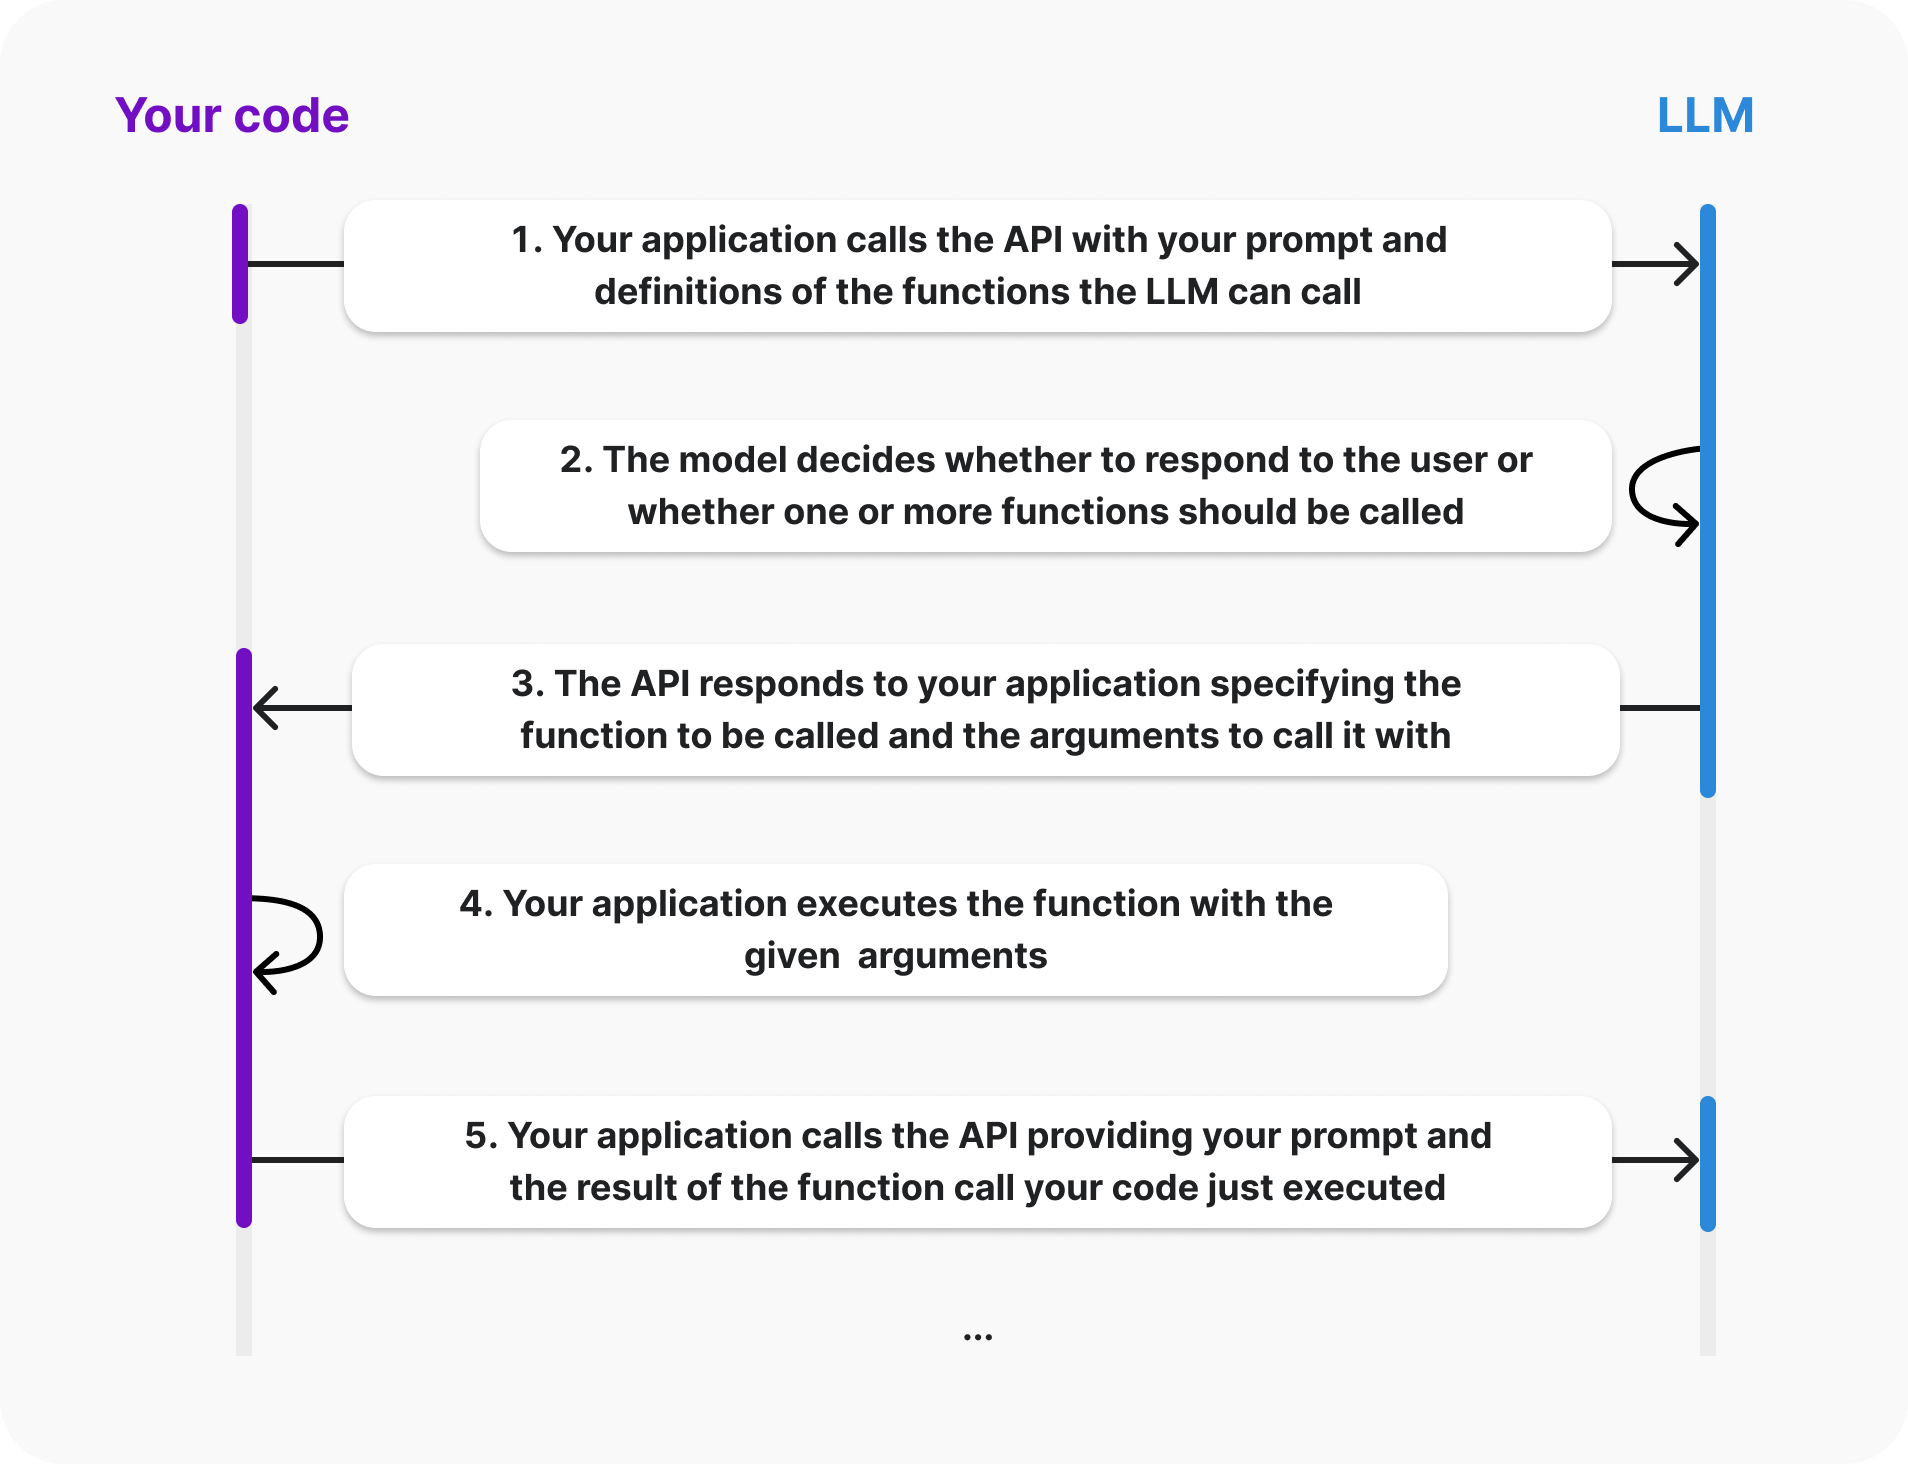 Your code
LLM
1. Your application calls the API with your prompt and
definitions of the functions the LLM can call
2. The model decides whether to respond to the user or
whether one or more functions should be called
3. The API responds to your application specifying the
function to be called and the arguments to call it with
4. Your application executes the function with the
given  arguments
5. Your application calls the API providing your prompt and
the result of the function call your code just executed
...